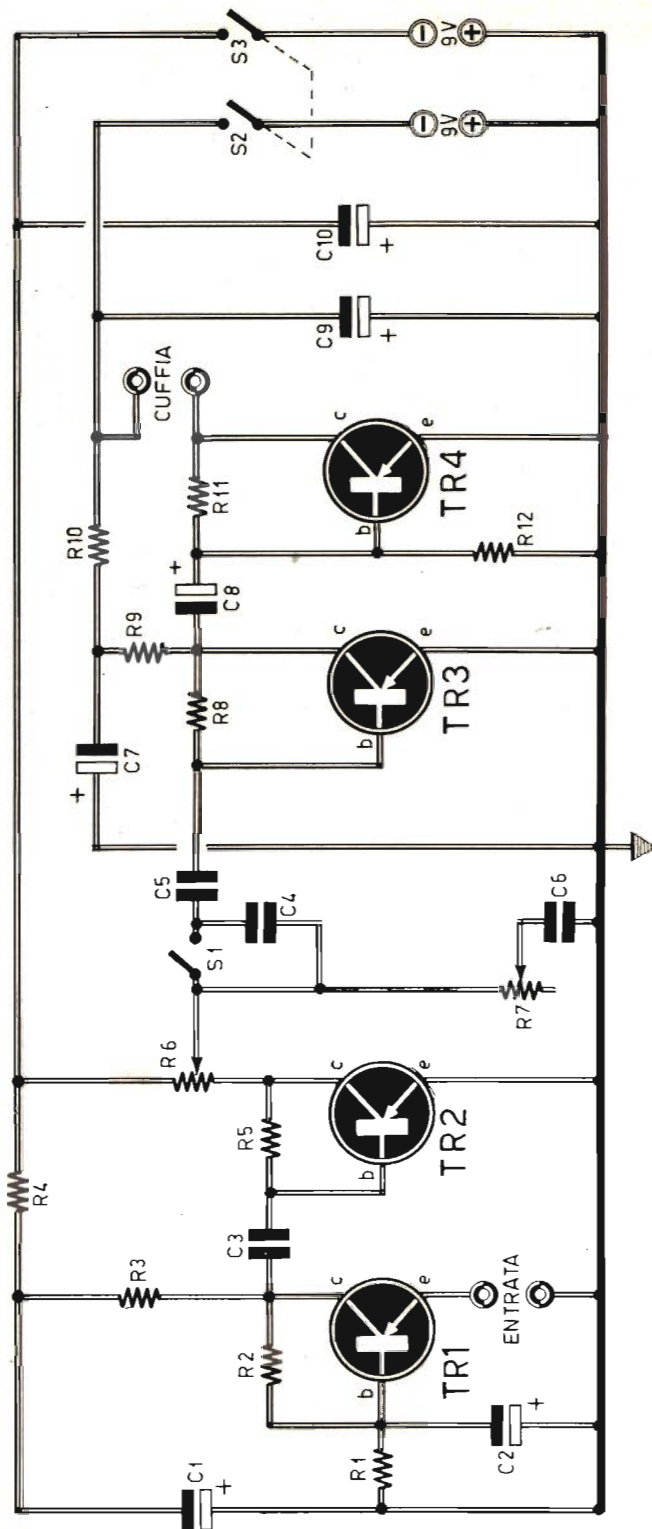 R4
R3
R6
C1
+
R2
C3
R5
S1
C5
C4
R1
b
c
e
TR1
C2
+
ENTRATA
b
c
e
TR2
R7
C6
+
C7
R10
R9
R8
C8
+
R11
CUFFIA
b
c
e
TR3
b
c
e
TR4
R12
C9
+
C10
+
S2
S3
−
9V
+
−
9V
+